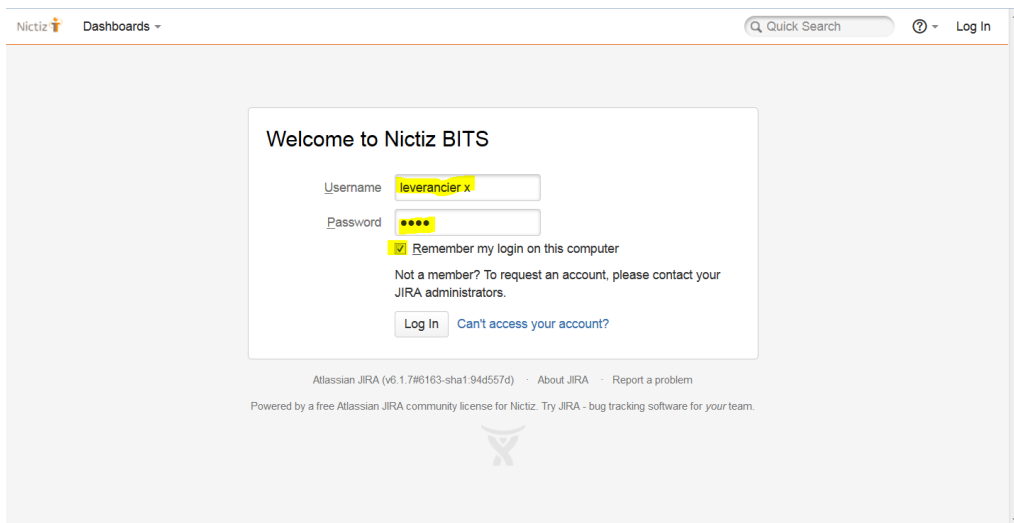 Nictiz Dashboards Quick Search Log In
Welcome to Nictiz BITS
Username leverancier x
Password ••••
Remember my login on this computer
Not a member? To request an account, please contact your
JIRA administrators.
Log In Can't access your account?
Atlassian JIRA (v6.1.7#6163-sha1:94d557d) · About JIRA · Report a problem
Powered by a free Atlassian JIRA community license for Nictiz. Try JIRA - bug tracking software for your team.